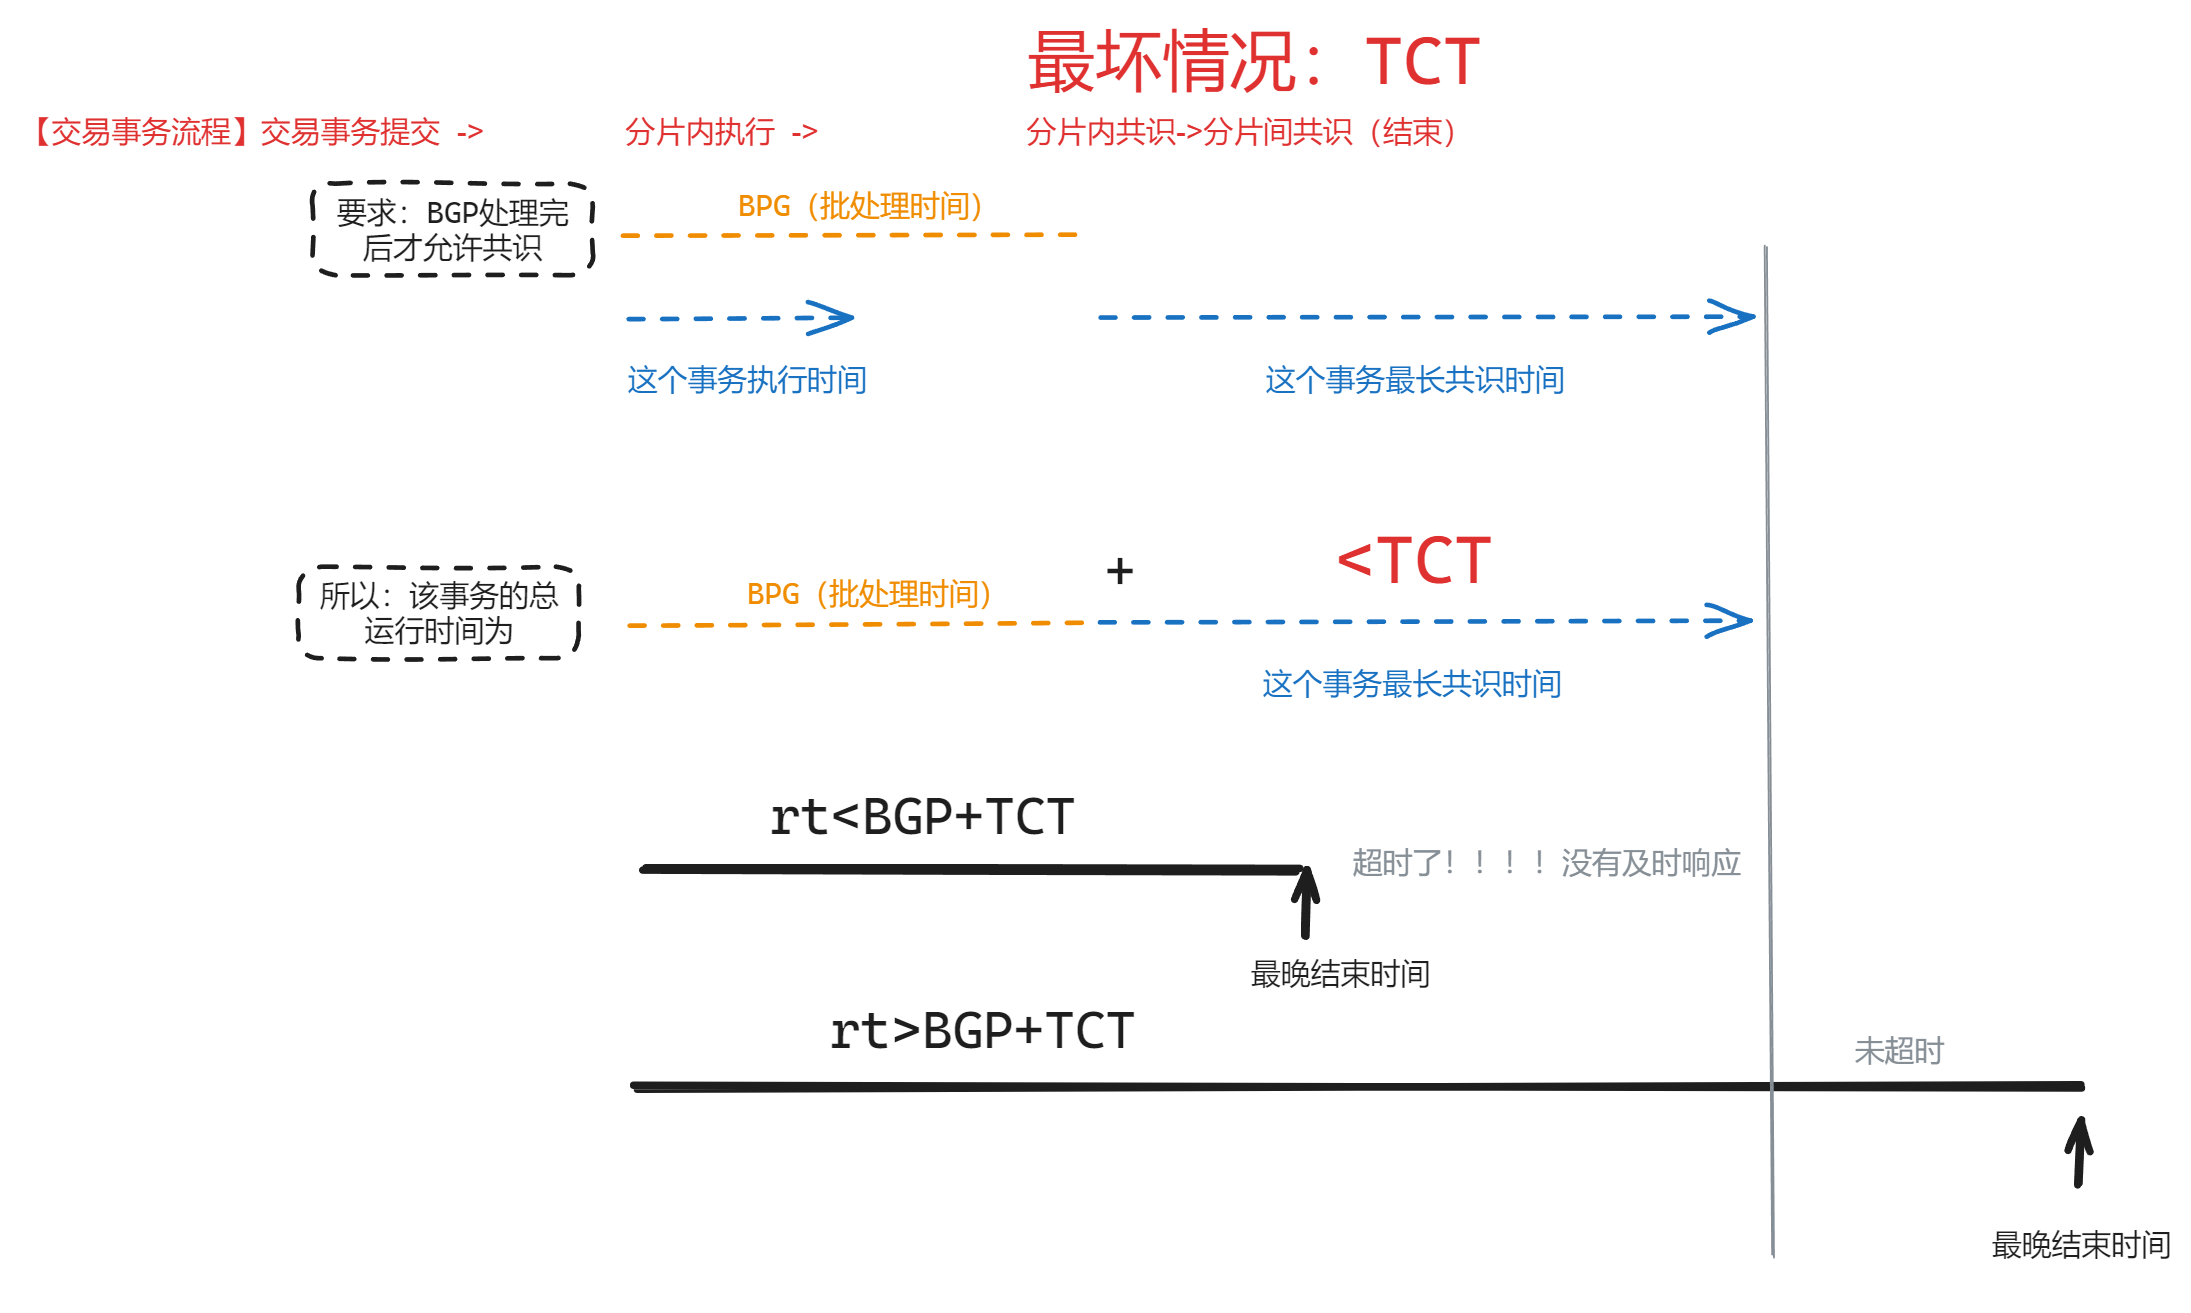 最坏情况：TCT
【交易事务流程】交易事务提交 -> 分片内执行 -> 分片内共识->分片间共识（结束）
要求：BGP处理完
后才允许共识
BPG（批处理时间）
这个事务执行时间
这个事务最长共识时间
所以：该事务的总
运行时间为
BPG（批处理时间）
+
<TCT
这个事务最长共识时间
rt<BGP+TCT
超时了！！！！没有及时响应
最晚结束时间
rt>BGP+TCT
未超时
最晚结束时间